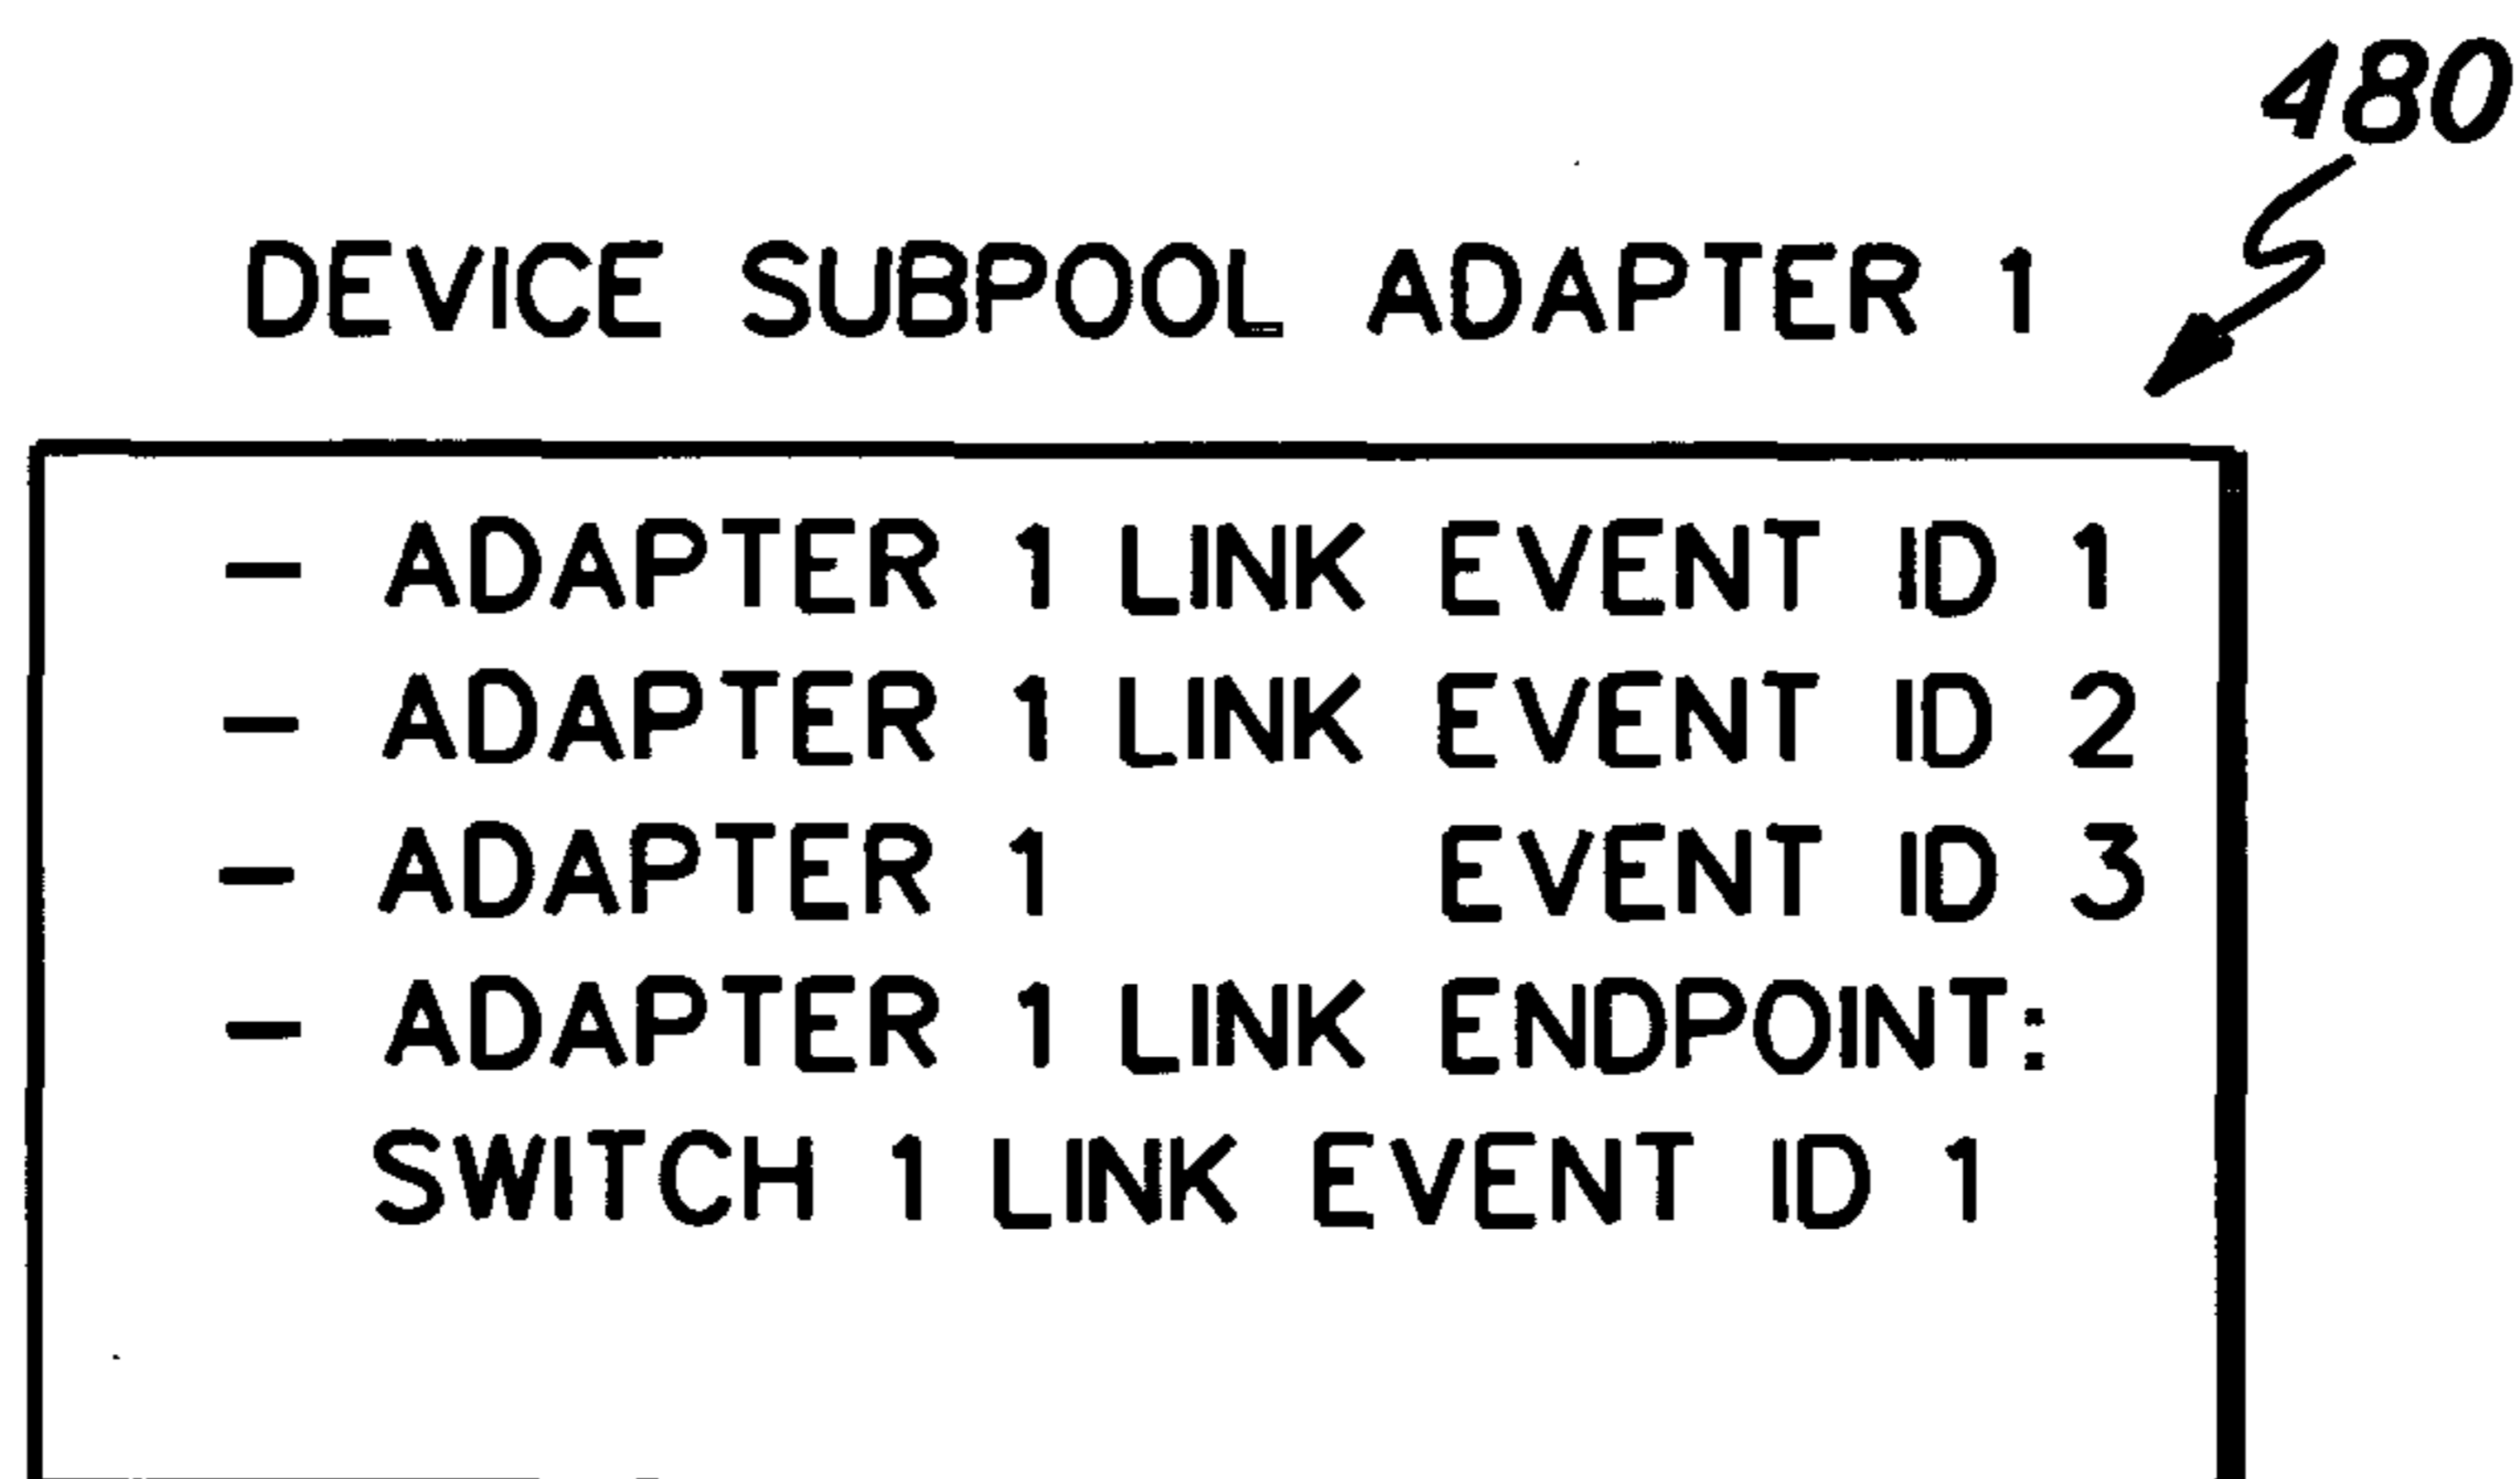 480
DEVICE SUBPOOL ADAPTER 1
- ADAPTER 1 LINK EVENT ID 1
- ADAPTER 1 LINK EVENT ID 2
- ADAPTER 1 EVENT ID 3
- ADAPTER 1 LINK ENDPOINT:
SWITCH 1 LINK EVENT ID 1